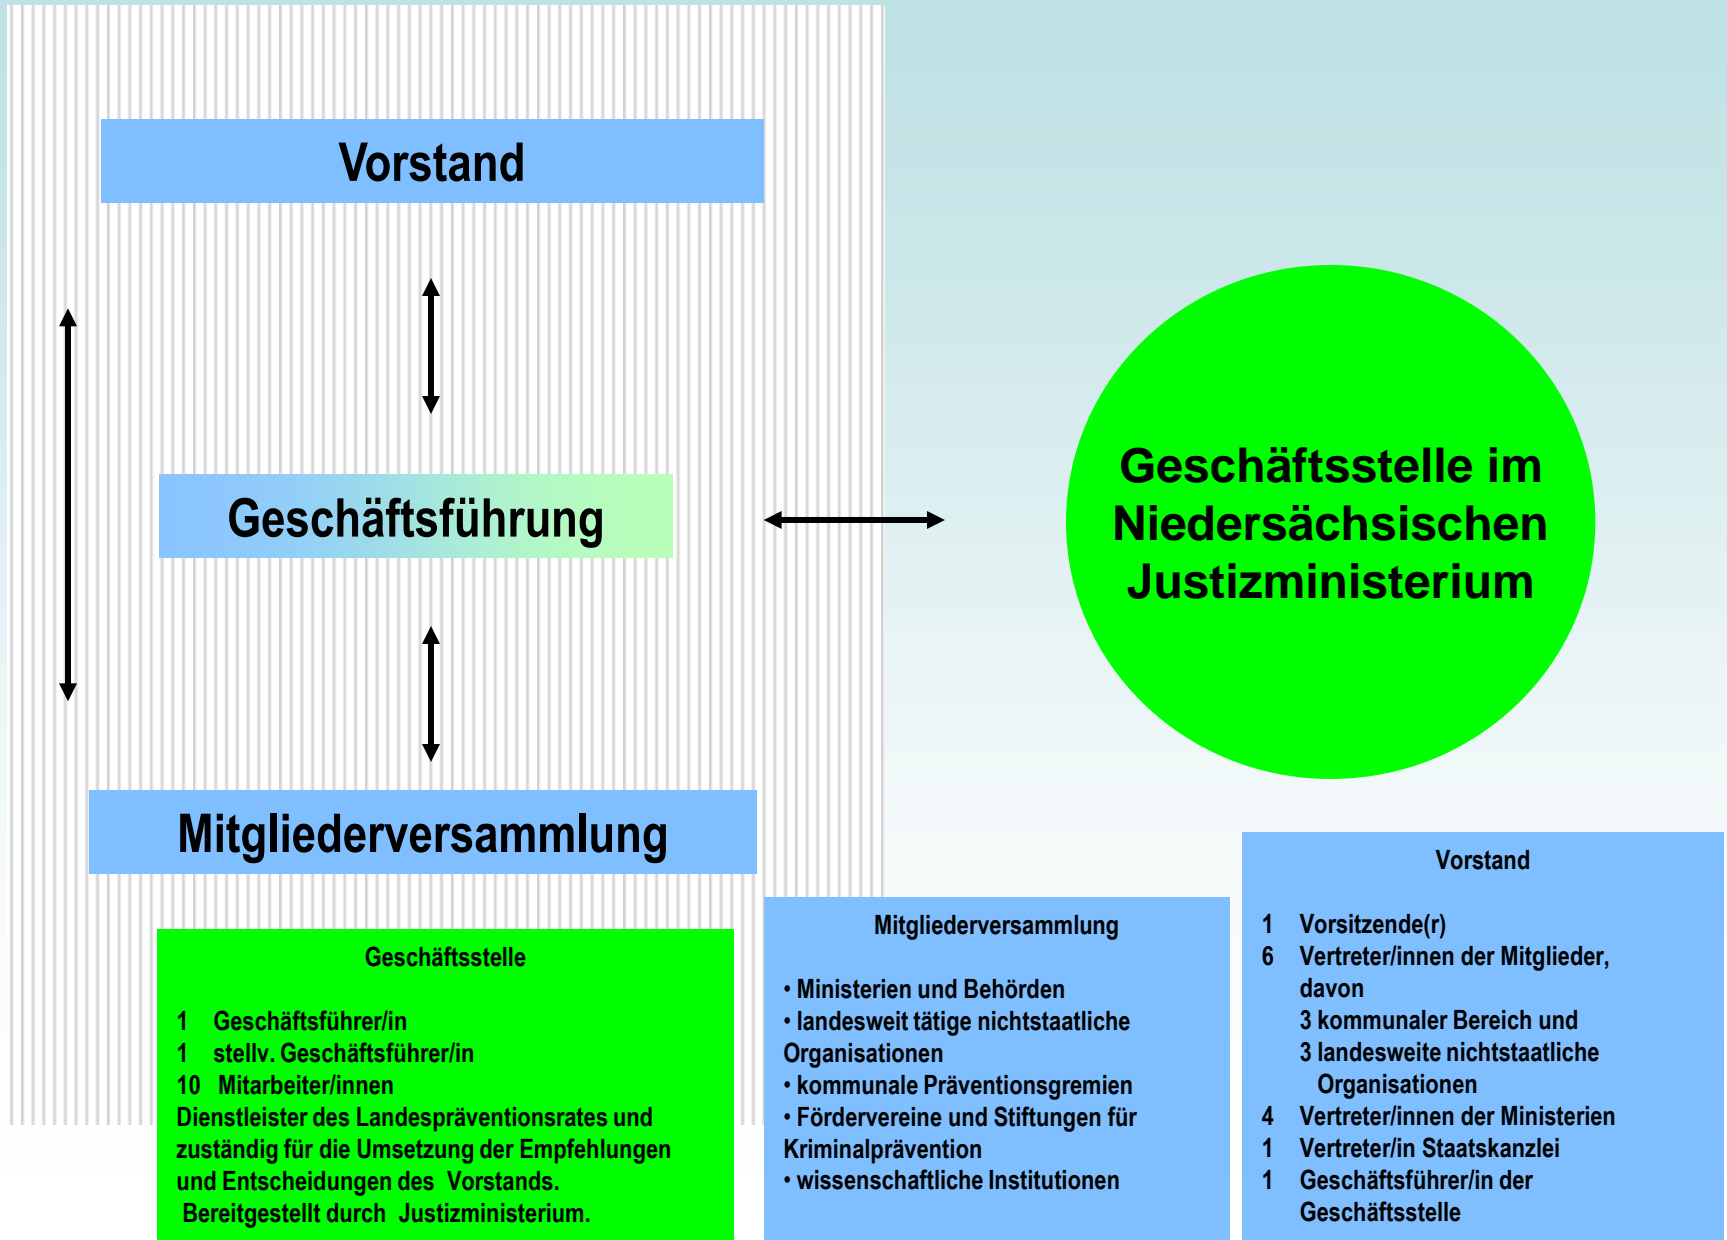 Vorstand
Geschäftsführung
Mitgliederversammlung
Geschäftsstelle im
Niedersächsischen
Justizministerium
Geschäftsstelle
1 Geschäftsführer/in
1 stellv. Geschäftsführer/in
10 Mitarbeiter/innen
Dienstleister des Landespräventionsrates und
zuständig für die Umsetzung der Empfehlungen
und Entscheidungen des Vorstands.
Bereitgestellt durch Justizministerium.
Mitgliederversammlung
• Ministerien und Behörden
• landesweit tätige nichtstaatliche
Organisationen
• kommunale Präventionsgremien
• Fördervereine und Stiftungen für
Kriminalprävention
• wissenschaftliche Institutionen
Vorstand
1 Vorsitzende(r)
6 Vertreter/innen der Mitglieder,
davon
3 kommunaler Bereich und
3 landesweite nichtstaatliche
Organisationen
4 Vertreter/innen der Ministerien
1 Vertreter/in Staatskanzlei
1 Geschäftsführer/in der
Geschäftsstelle